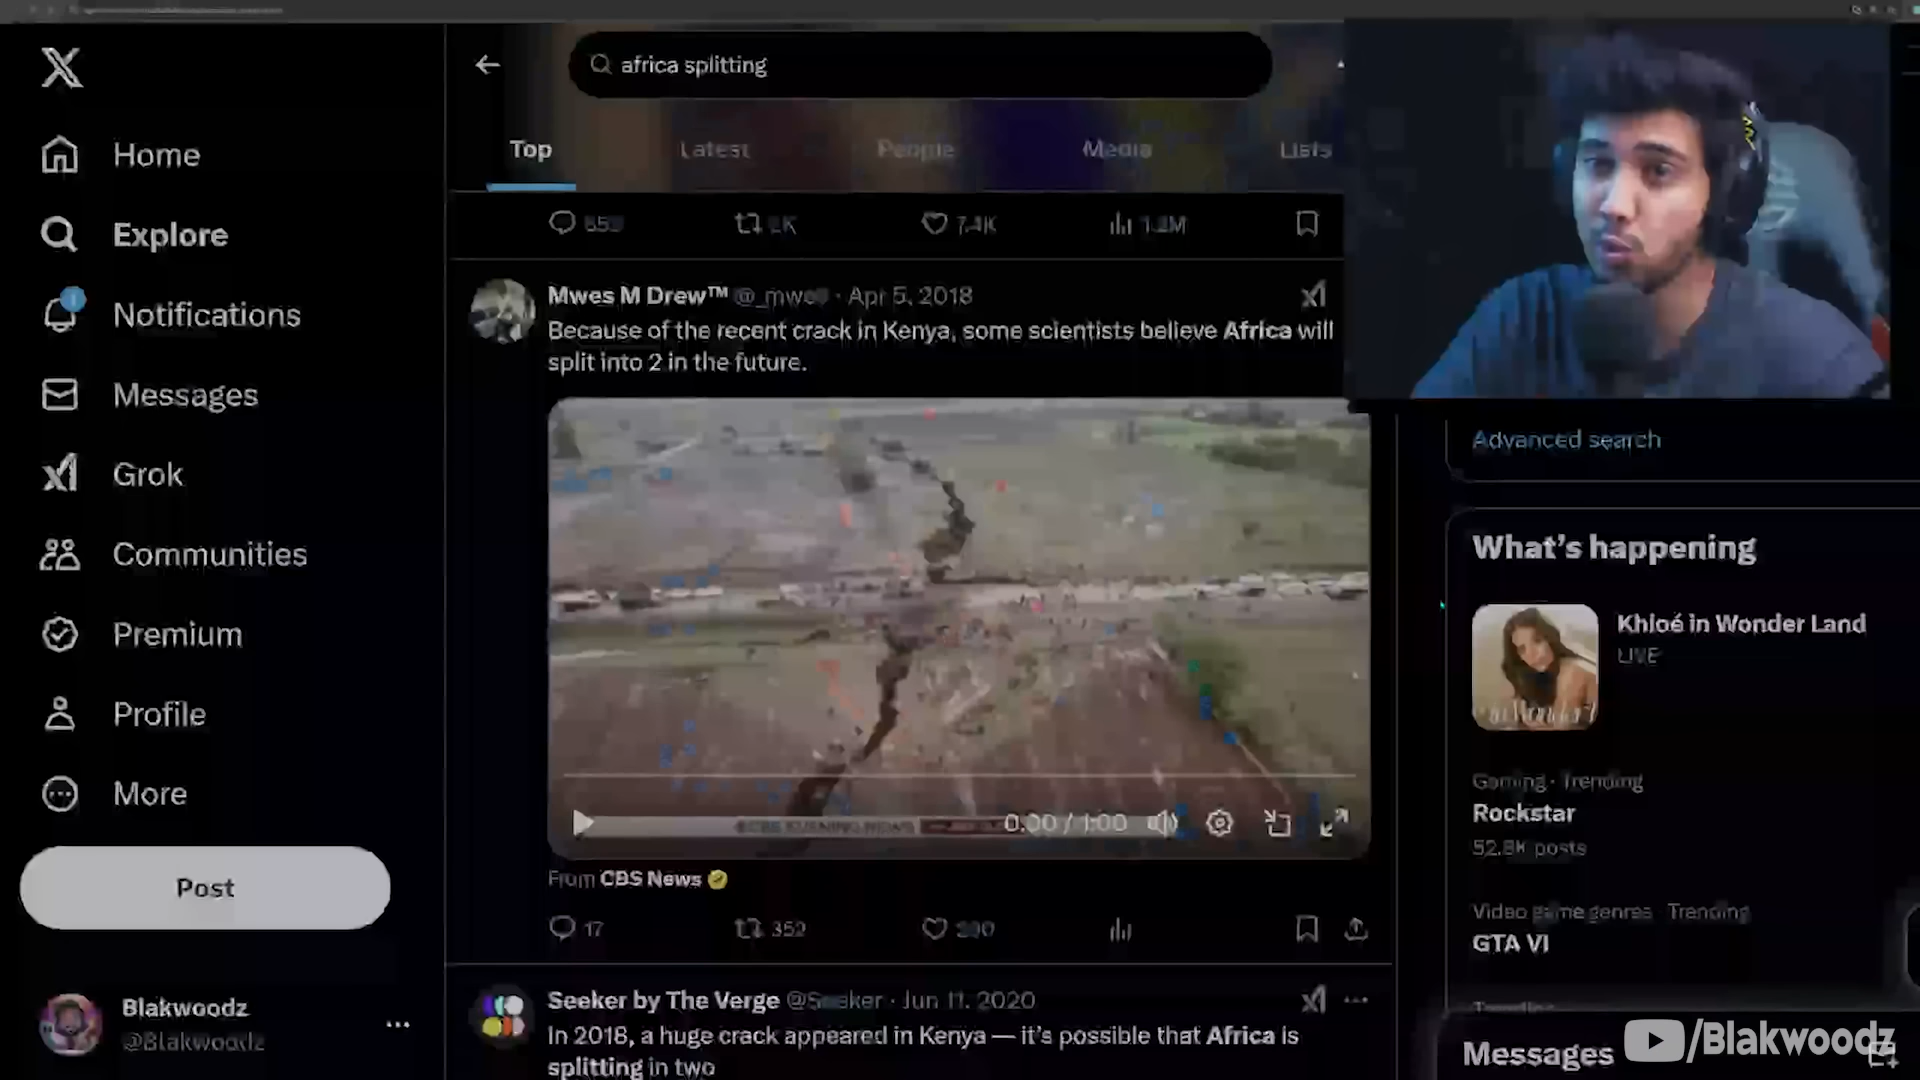 africa splitting
Top
Latest
People
Media
Lists
7.4K
Home
Explore
Notifications
Messages
Grok
Communities
Premium
Profile
More
Post
Blakwoodz
@Blakwoodz
Mwes M Drew™ · Apr 5, 2018
Because of the recent crack in Kenya, some scientists believe Africa will
split into 2 in the future.
0:00 / 1:00
From CBS News
17
352
Seeker by The Verge @Seeker · Jun 11, 2020
In 2018, a huge crack appeared in Kenya — it's possible that Africa is
splitting in two
Advanced search
What's happening
Khloé in Wonder Land
LIVE
Gaming · Trending
Rockstar
52.8K posts
Video game genres · Trending
GTA VI
Trending
Messages
/Blakwoodz